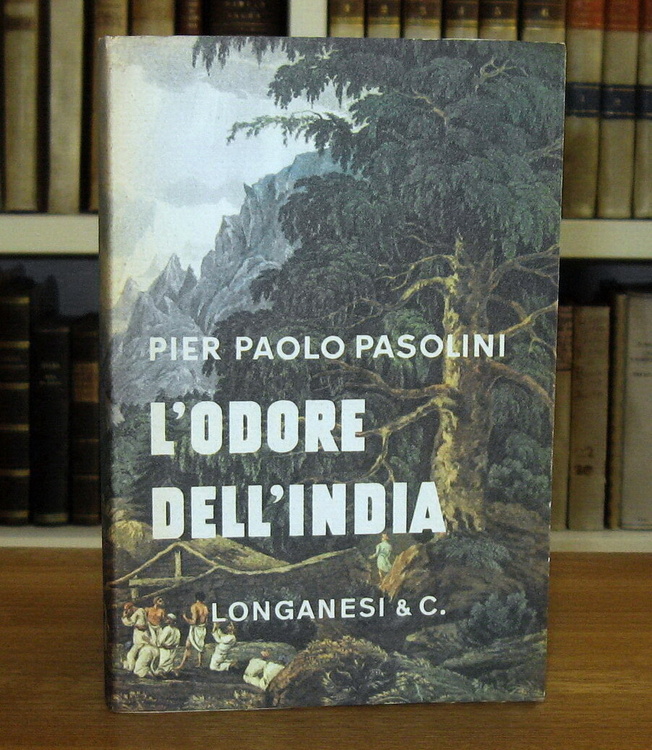 PIER PAOLO PASOLINI
L'ODORE
DELL'INDIA
LONGANESI & C.